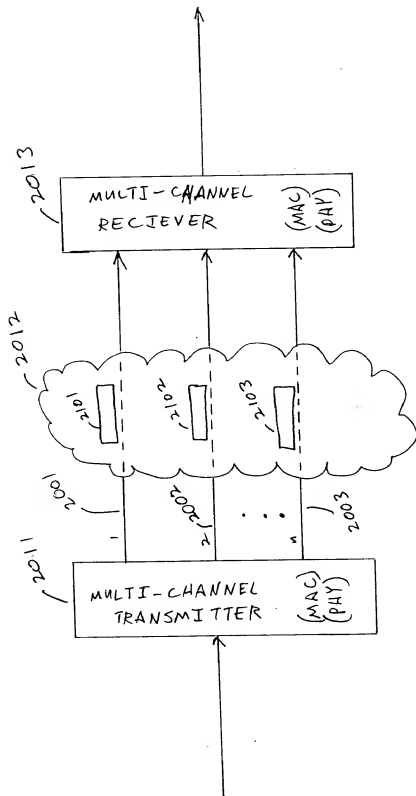 2011
MULTI-CHANNEL
TRANSMITTER
(MAC)
(PHY)
1
2001
2
2002
...
n
2003
2012
2101
2102
2103
2013
MULTI-CHANNEL
RECIEVER
(MAC)
(PHY)